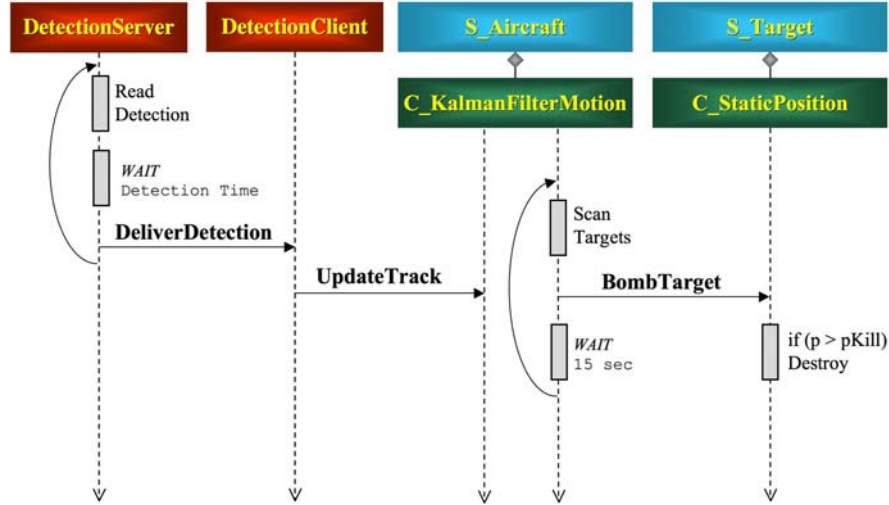 DetectionServer
DetectionClient
S_Aircraft
S_Target
C_KalmanFilterMotion
C_StaticPosition
Read
Detection
WAIT
Detection Time
DeliverDetection
UpdateTrack
Scan
Targets
BombTarget
WAIT
15 sec
if (p > pKill)
Destroy